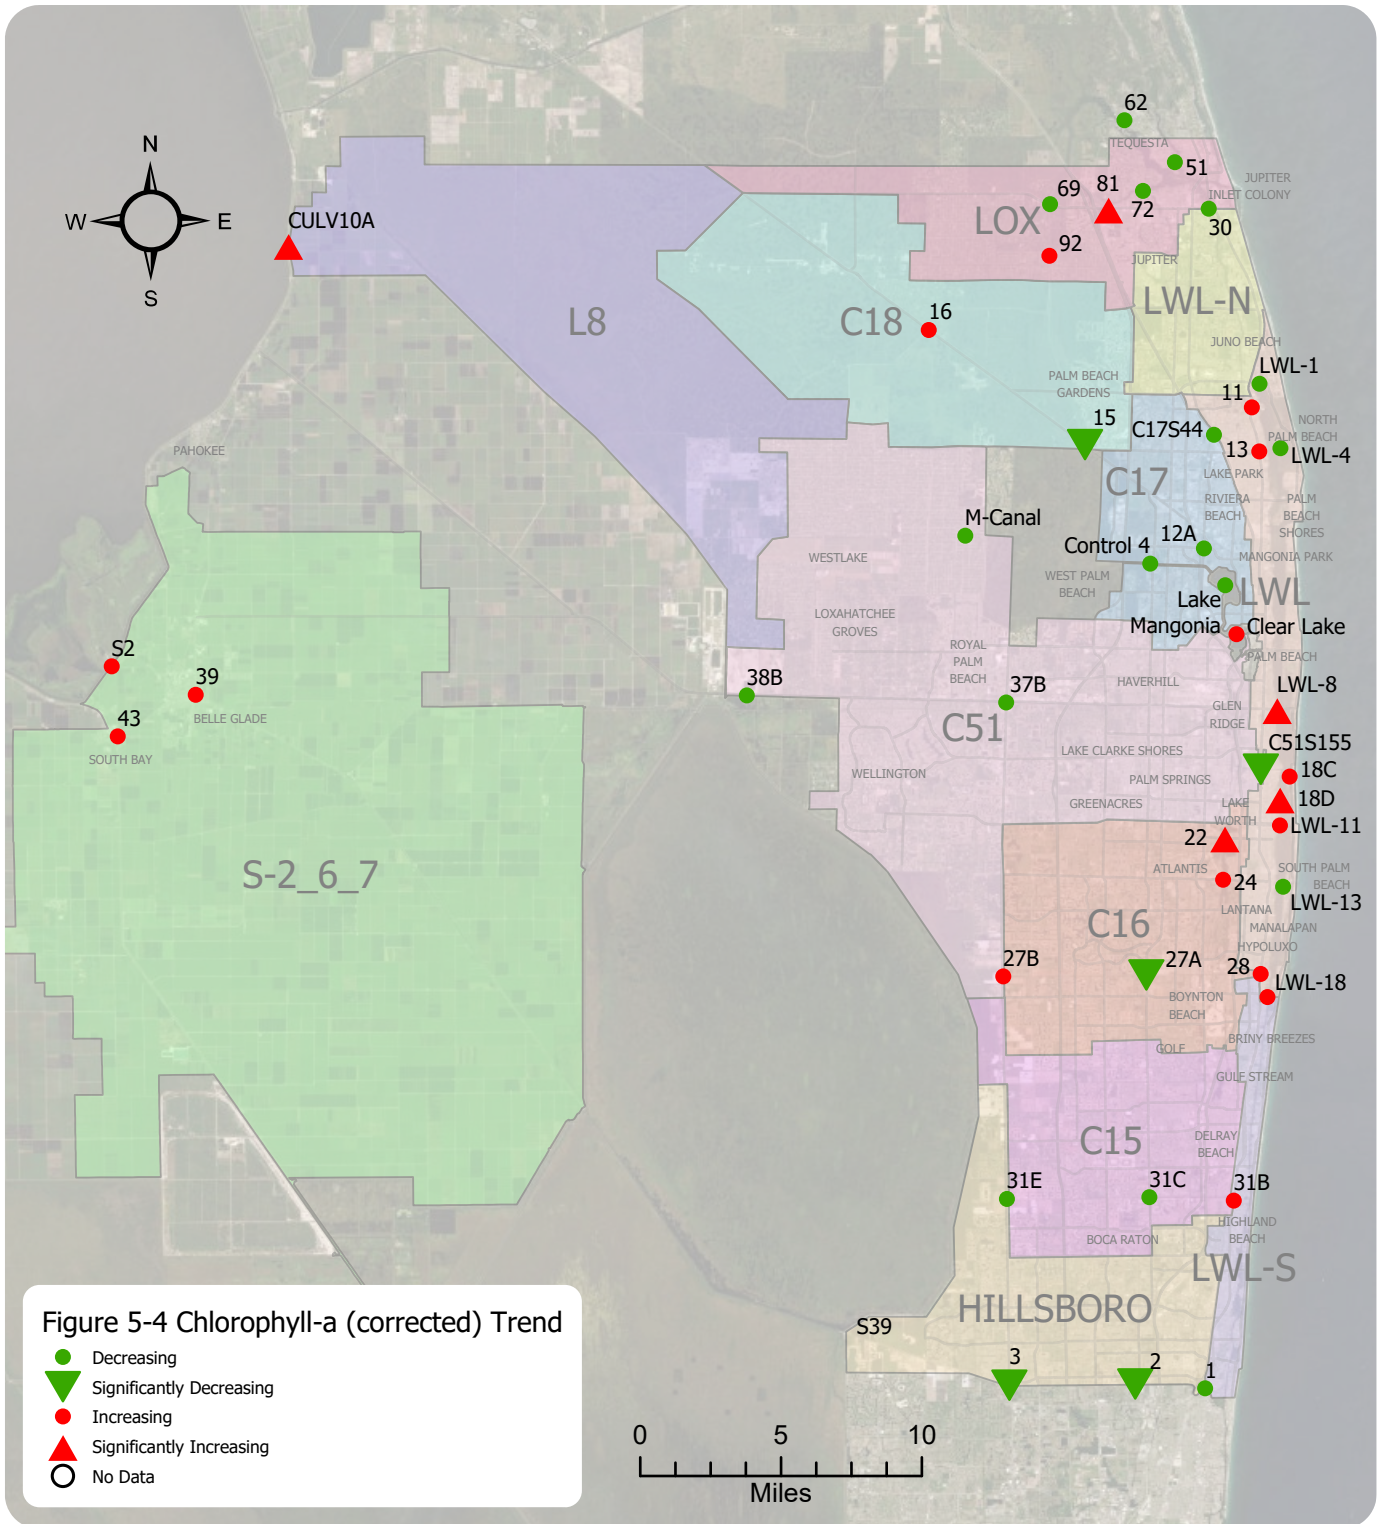 62
TEQUESTA
51
JUPITER
INLET COLONY
N
W
E
S
CULV10A
69
81
72
30
LOX
92
JUPITER
LWL-N
L8
C18
16
JUNO BEACH
LWL-1
PALM BEACH
GARDENS
11
15
C17S44
NORTH
PALM BEACH
13
LWL-4
PAHOKEE
LAKE PARK
C17
RIVIERA
BEACH
PALM
BEACH
SHORES
M-Canal
12A
Control 4
MANGONIA PARK
WESTLAKE
WEST PALM
BEACH
LWL
Lake
Mangonia
LOXAHATCHEE
GROVES
Clear Lake
S2
ROYAL
PALM
BEACH
PALM BEACH
39
38B
37B
HAVERHILL
LWL-8
GLEN
RIDGE
BELLE GLADE
43
C51
SOUTH BAY
C51S155
LAKE CLARKE SHORES
18C
WELLINGTON
PALM SPRINGS
GREENACRES
LAKE
WORTH
18D
LWL-11
22
S-2_6_7
ATLANTIS
24
SOUTH PALM
BEACH
LWL-13
LANTANA
C16
MANALAPAN
HYPOLUXO
27B
27A
28
LWL-18
BOYNTON
BEACH
BRINY BREEZES
GOLF
GULF STREAM
C15
DELRAY
BEACH
31E
31C
31B
HIGHLAND
BEACH
BOCA RATON
LWL-S
HILLSBORO
S39
3
2
1
Figure 5-4 Chlorophyll-a (corrected) Trend
Decreasing
Significantly Decreasing
Increasing
Significantly Increasing
No Data
0
5
10
Miles